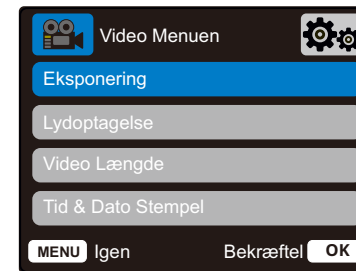 Video Menuen
Eksponering
Lydoptagelse
Video Længde
Tid & Dato Stempel
MENU Igen Bekræftel OK